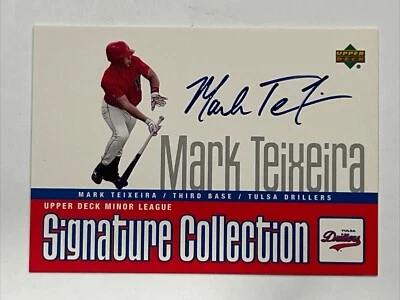 UPPER DECK
Mark Te
Mark Teixeira
MARK TEIXEIRA / THIRD BASE / TULSA DRILLERS
UPPER DECK MINOR LEAGUE
Signature Collection
TULSA
Drillers